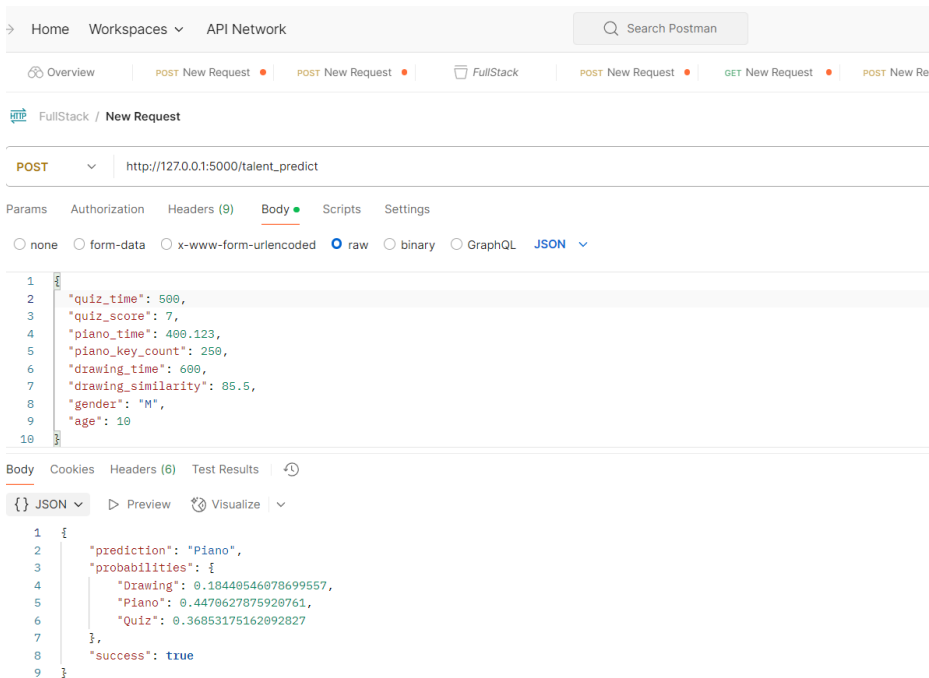 Home Workspaces API Network Search Postman
Overview POST New Request POST New Request FullStack POST New Request GET New Request POST New Re
HTTP FullStack / New Request
POST http://127.0.0.1:5000/talent_predict
Params Authorization Headers (9) Body Scripts Settings
none form-data x-www-form-urlencoded raw binary GraphQL JSON
1 {
2 "quiz_time": 500,
3 "quiz_score": 7,
4 "piano_time": 400.123,
5 "piano_key_count": 250,
6 "drawing_time": 600,
7 "drawing_similarity": 85.5,
8 "gender": "M",
9 "age": 10
10 }
Body Cookies Headers (6) Test Results
{} JSON Preview Visualize
1 {
2 "prediction": "Piano",
3 "probabilities": {
4 "Drawing": 0.18440546078699557,
5 "Piano": 0.4470627875920761,
6 "Quiz": 0.36853175162092827
7 },
8 "success": true
9 }